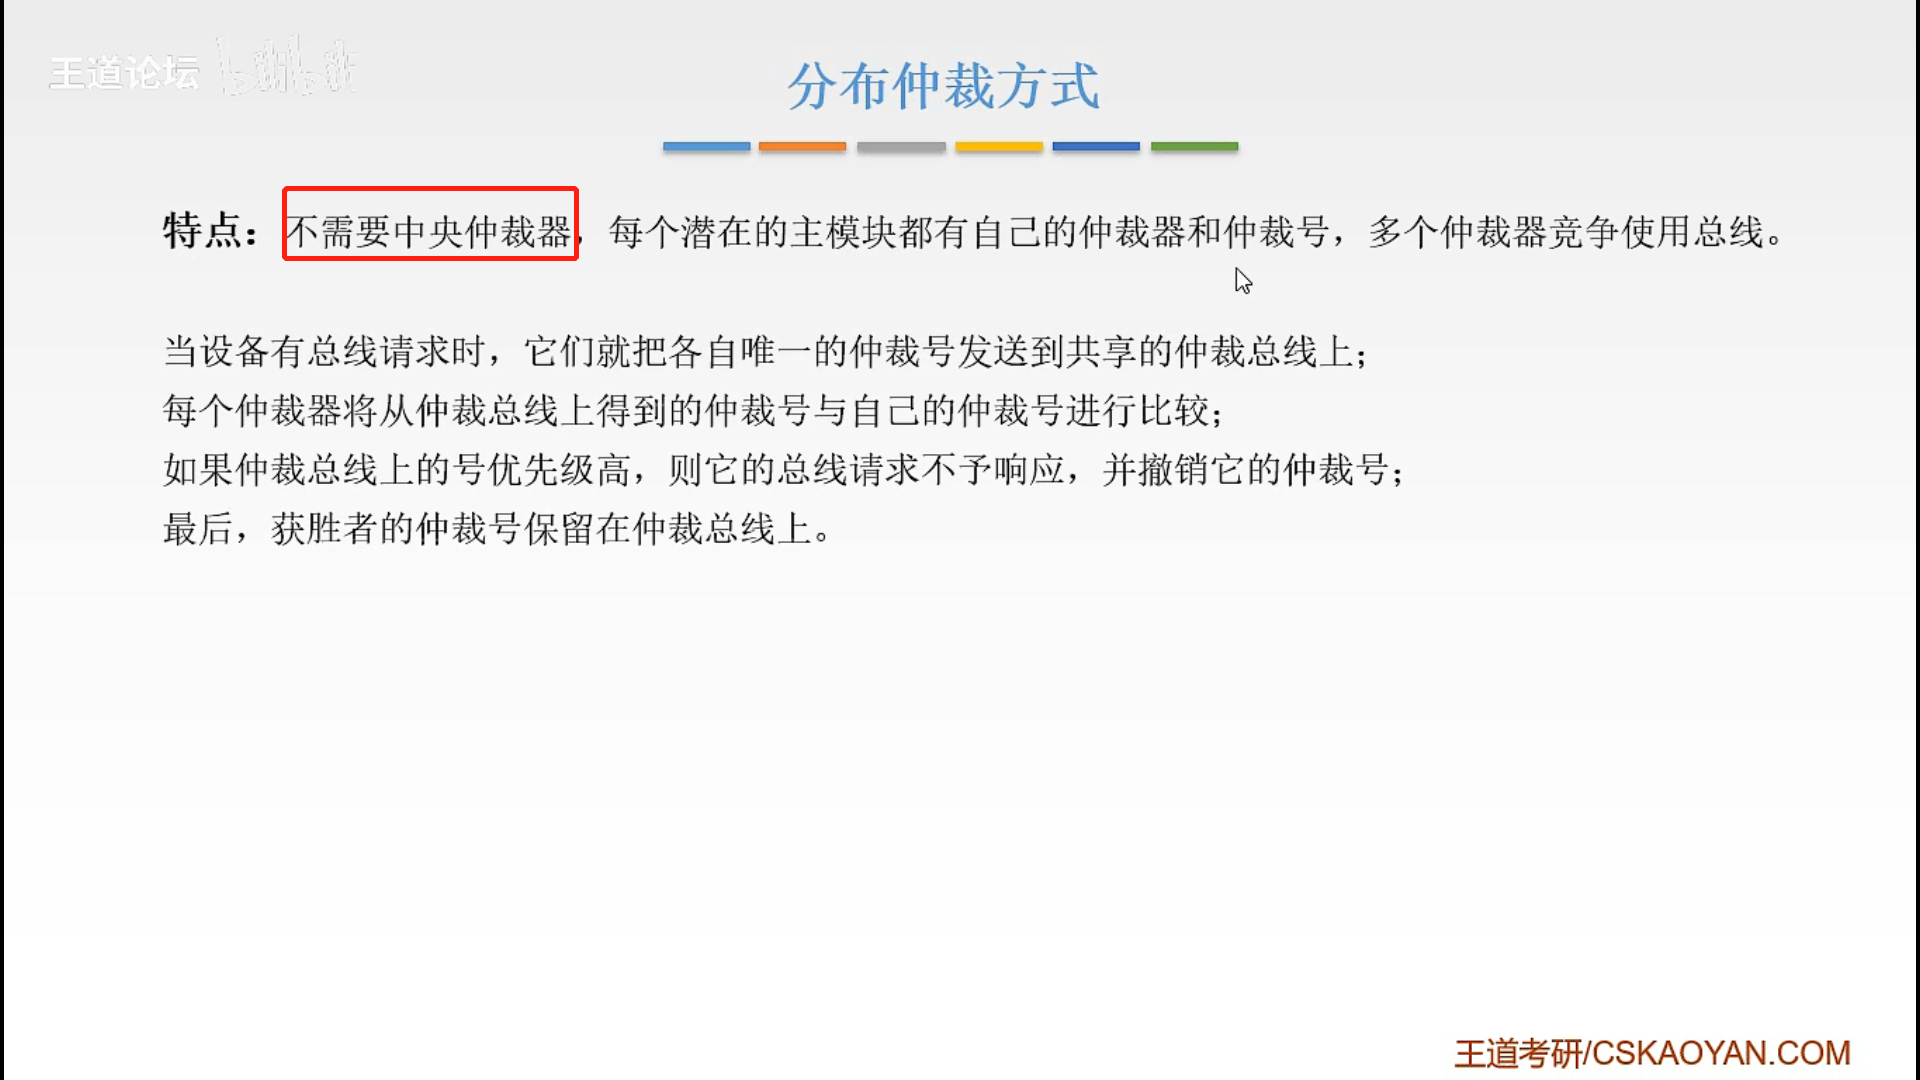 王道论坛 bilibili
分布仲裁方式
特点：不需要中央仲裁器，每个潜在的主模块都有自己的仲裁器和仲裁号，多个仲裁器竞争使用总线。
当设备有总线请求时，它们就把各自唯一的仲裁号发送到共享的仲裁总线上；
每个仲裁器将从仲裁总线上得到的仲裁号与自己的仲裁号进行比较；
如果仲裁总线上的号优先级高，则它的总线请求不予响应，并撤销它的仲裁号；
最后，获胜者的仲裁号保留在仲裁总线上。
王道考研/CSKAOYAN.COM